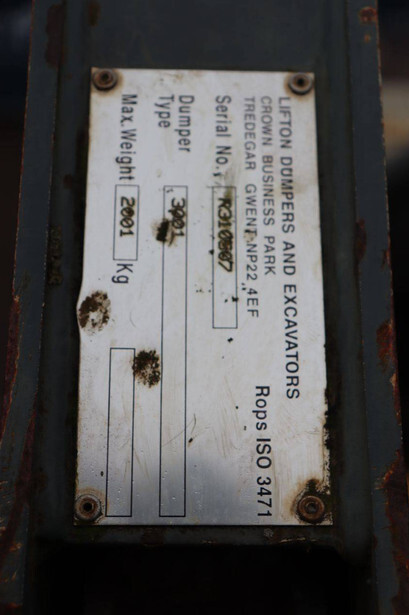 LIFTON DUMPERS AND EXCAVATORS
CROWN BUSINESS PARK
TREDEGAR GWENT NP22 4EF
Rops ISO 3471
Serial No.
Dumper Type 3001
Max. Weight 2001 Kg